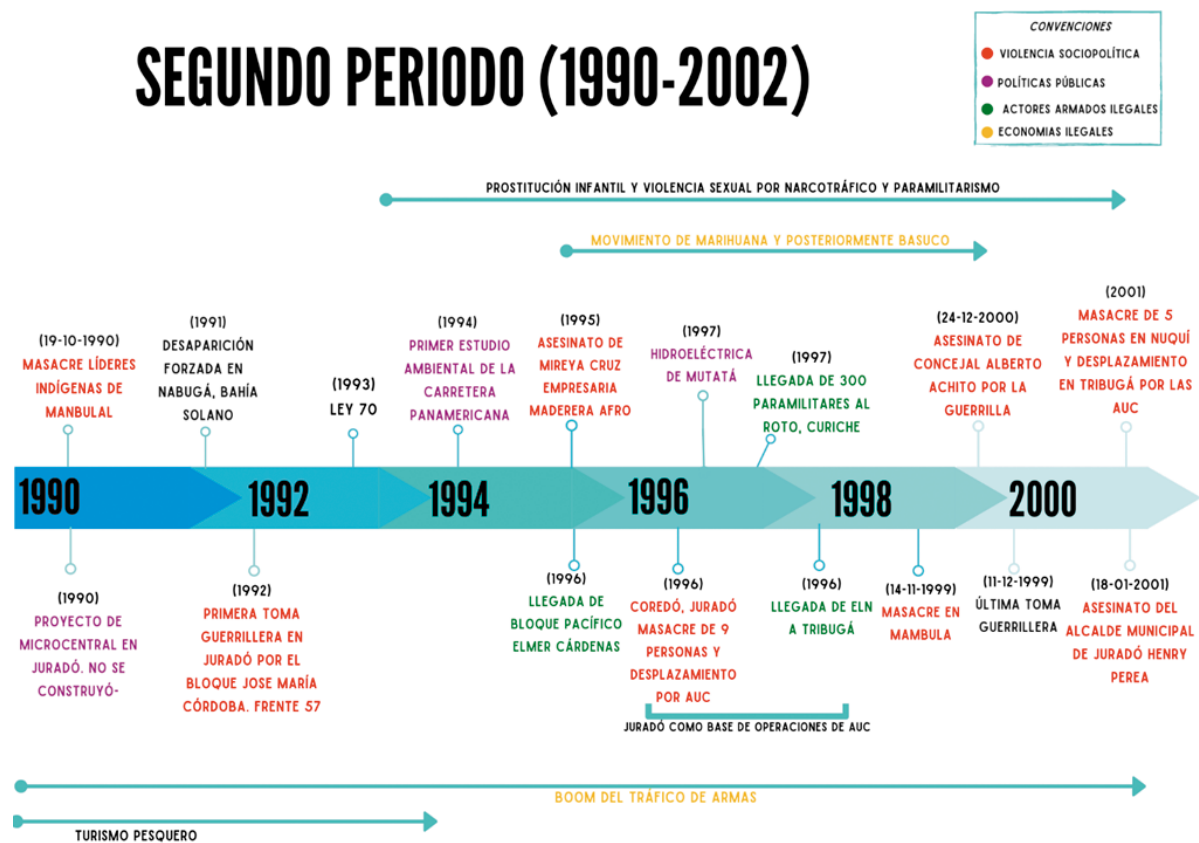 SEGUNDO PERIODO (1990-2002)
CONVENCIONES
VIOLENCIA SOCIOPOLÍTICA
POLÍTICAS PÚBLICAS
ACTORES ARMADOS ILEGALES
ECONOMIAS ILEGALES
PROSTITUCIÓN INFANTIL Y VIOLENCIA SEXUAL POR NARCOTRÁFICO Y PARAMILITARISMO
MOVIMIENTO DE MARIHUANA Y POSTERIORMENTE BASUCO
(19-10-1990)
MASACRE LÍDERES
INDÍGENAS DE
MANBULAL
(1991)
DESAPARICIÓN
FORZADA EN
NABUGÁ, BAHÍA
SOLANO
(1993)
LEY 70
(1994)
PRIMER ESTUDIO
AMBIENTAL DE LA
CARRETERA
PANAMERICANA
(1995)
ASESINATO DE
MIREYA CRUZ
EMPRESARIA
MADERERA AFRO
(1997)
HIDROELÉCTRICA
DE MUTATÁ
(1997)
LLEGADA DE 300
PARAMILITARES AL
ROTO, CURICHE
(24-12-2000)
ASESINATO DE
CONCEJAL ALBERTO
ACHITO POR LA
GUERRILLA
(2001)
MASACRE DE 5
PERSONAS EN NUQUÍ
Y DESPLAZAMIENTO
EN TRIBUGÁ POR LAS
AUC
1990
1992
1994
1996
1998
2000
(1990)
PROYECTO DE
MICROCENTRAL EN
JURADÓ. NO SE
CONSTRUYÓ-
(1992)
PRIMERA TOMA
GUERRILLERA EN
JURADÓ POR EL
BLOQUE JOSE MARÍA
CÓRDOBA. FRENTE 57
(1996)
LLEGADA DE
BLOQUE PACÍFICO
ELMER CÁRDENAS
(1996)
COREDÓ, JURADÓ
MASACRE DE 9
PERSONAS Y
DESPLAZAMIENTO
POR AUC
(1996)
LLEGADA DE ELN
A TRIBUGÁ
(14-11-1999)
MASACRE EN
MAMBULA
(11-12-1999)
ÚLTIMA TOMA
GUERRILLERA
(18-01-2001)
ASESINATO DEL
ALCALDE MUNICIPAL
DE JURADÓ HENRY
PEREA
JURADÓ COMO BASE DE OPERACIONES DE AUC
BOOM DEL TRÁFICO DE ARMAS
TURISMO PESQUERO